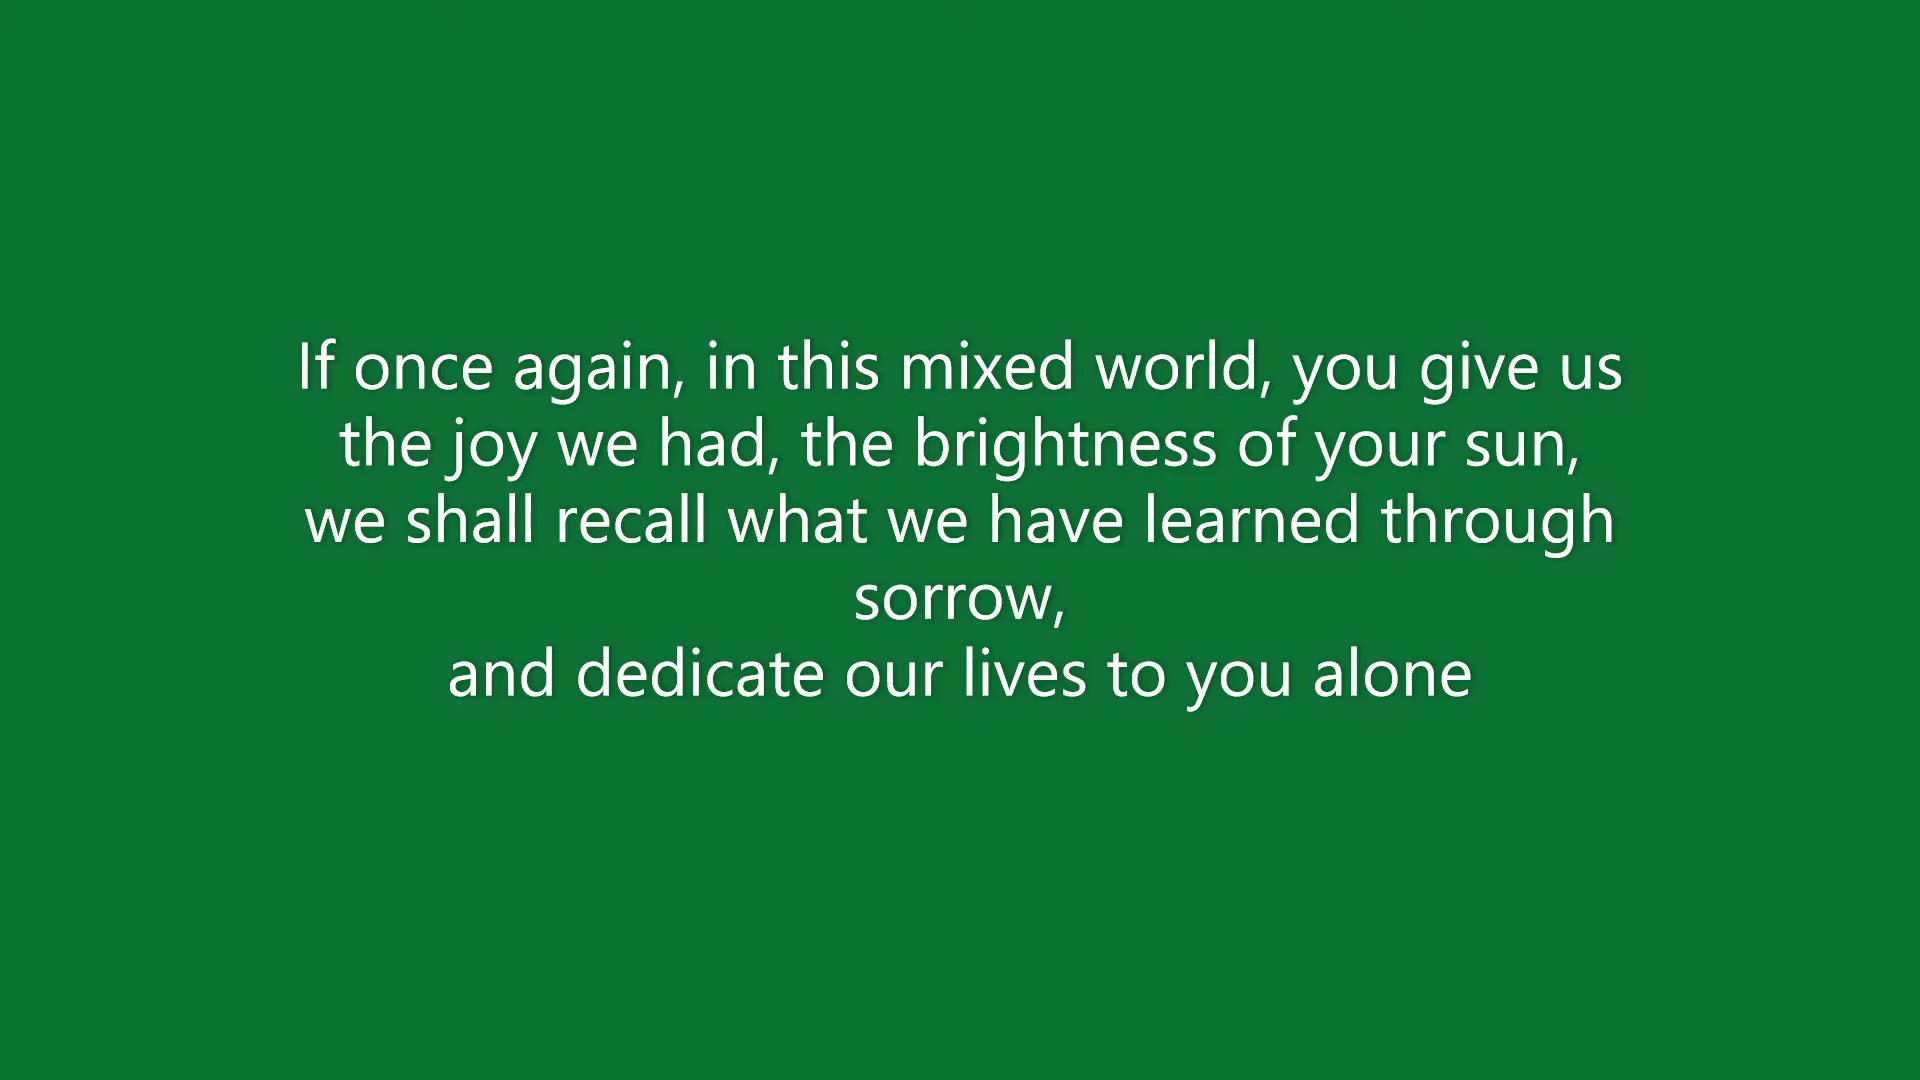 If once again, in this mixed world, you give us
the joy we had, the brightness of your sun,
we shall recall what we have learned through
sorrow,
and dedicate our lives to you alone